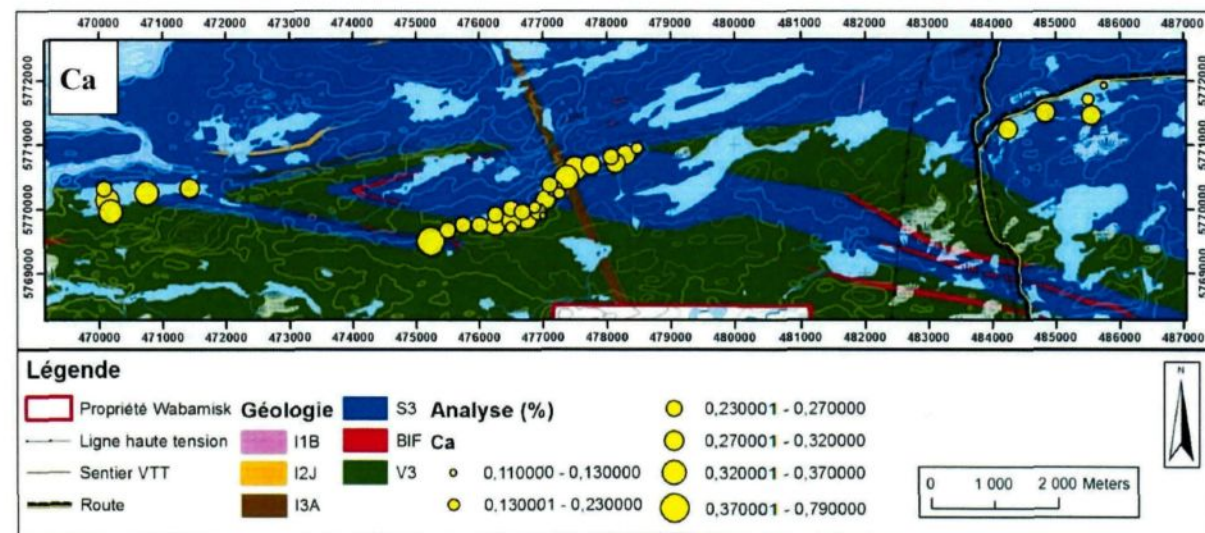 470000 471000 472000 473000 474000 475000 476000 477000 478000 479000 480000 481000 482000 483000 484000 485000 486000 487000
Ca
5772000 5772000
5771000 5771000
5770000 5770000
5769000 5769000
470000 471000 472000 473000 474000 475000 476000 477000 478000 479000 480000 481000 482000 483000 484000 485000 486000 487000
Légende
Propriété Wabamisk
Ligne haute tension
Sentier VTT
Route
Géologie
I1B
I2J
I3A
S3
BIF
V3
Analyse (%)
Ca
0,110000 - 0,130000
0,130001 - 0,230000
0,230001 - 0,270000
0,270001 - 0,320000
0,320001 - 0,370000
0,370001 - 0,790000
0 1 000 2 000 Meters
N